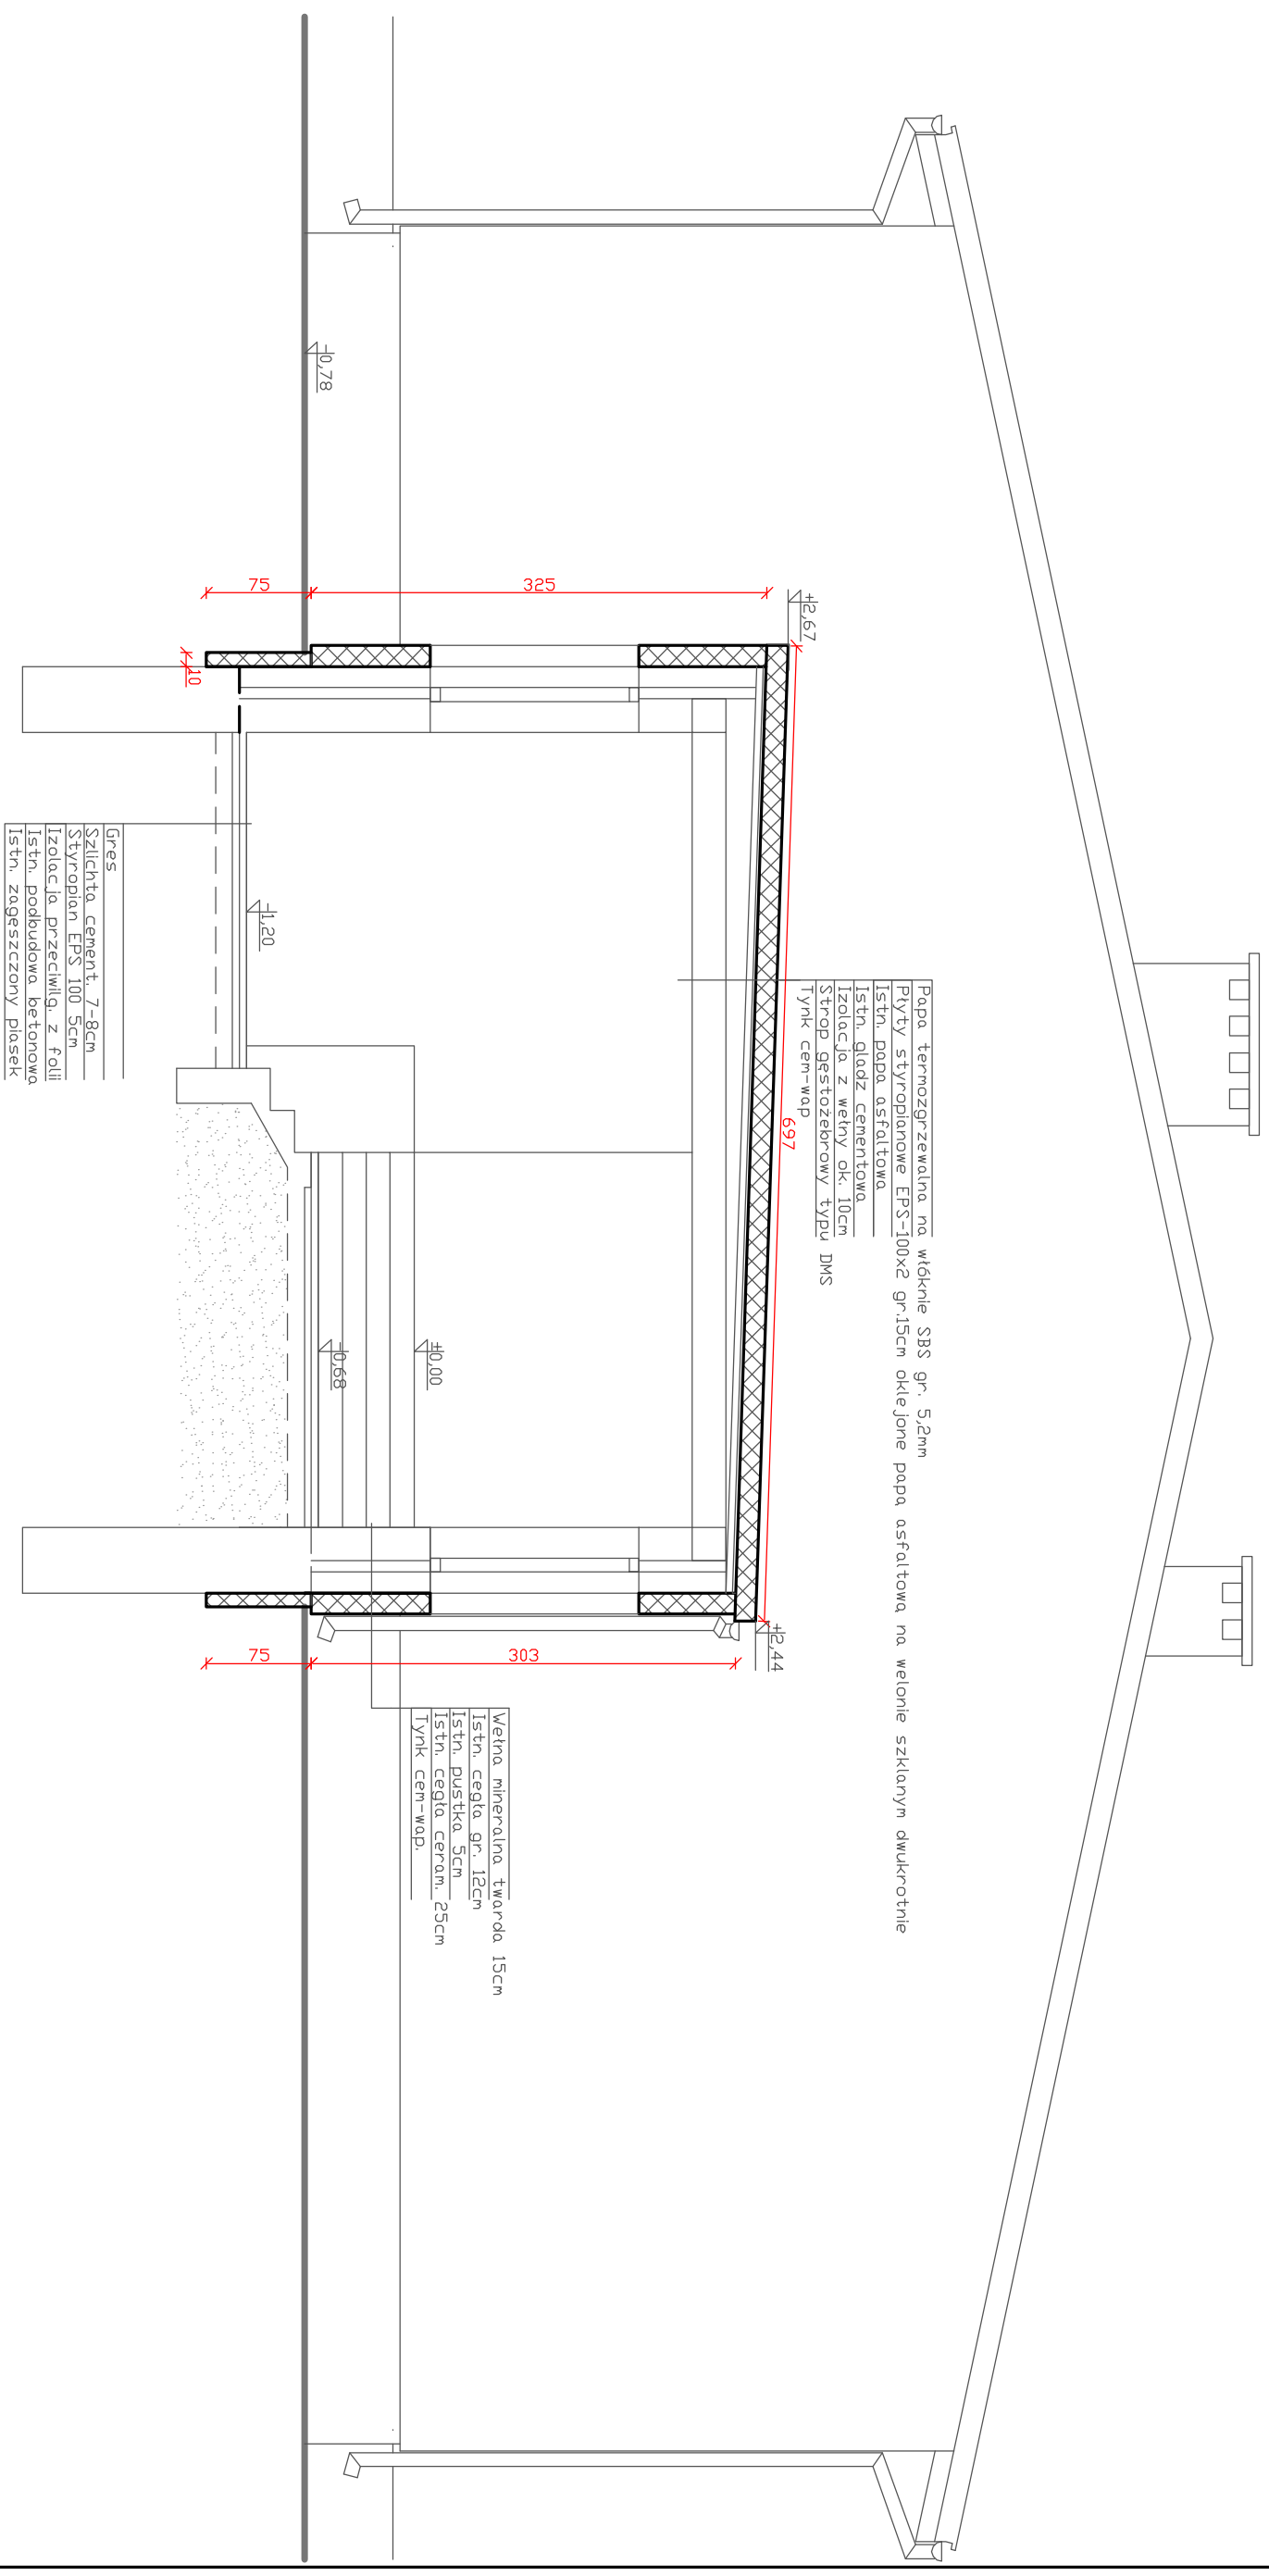 Papa termozgrzewalna na włóknie SBS gr. 5,2mm
Płyty styropianowe EPS-100x2 gr.15cm oklejone papa asfaltową na welonie szklanym dwukrotnie
Istn. papa asfaltowa
Istn. gladz cementowa
Izolacja z wełny ok. 10cm
Strop gęstożebrowy typu DMS
Tynk cem-wap
+2,67
697
+2,44
325
303
75
75
10
-0,78
-1,20
±0,00
-0,68
Wełna mineralna twarda 15cm
Istn. cegła gr. 12cm
Istn. pustka 5cm
Istn. cegła ceram. 25cm
Tynk cem-wap.
Gres
Szlichta cement. 7-8cm
Styropian EPS 100 5cm
Izolacja przeciwilg. z folii
Istn. podbudowa betonowa
Istn. zagęszczony piasek